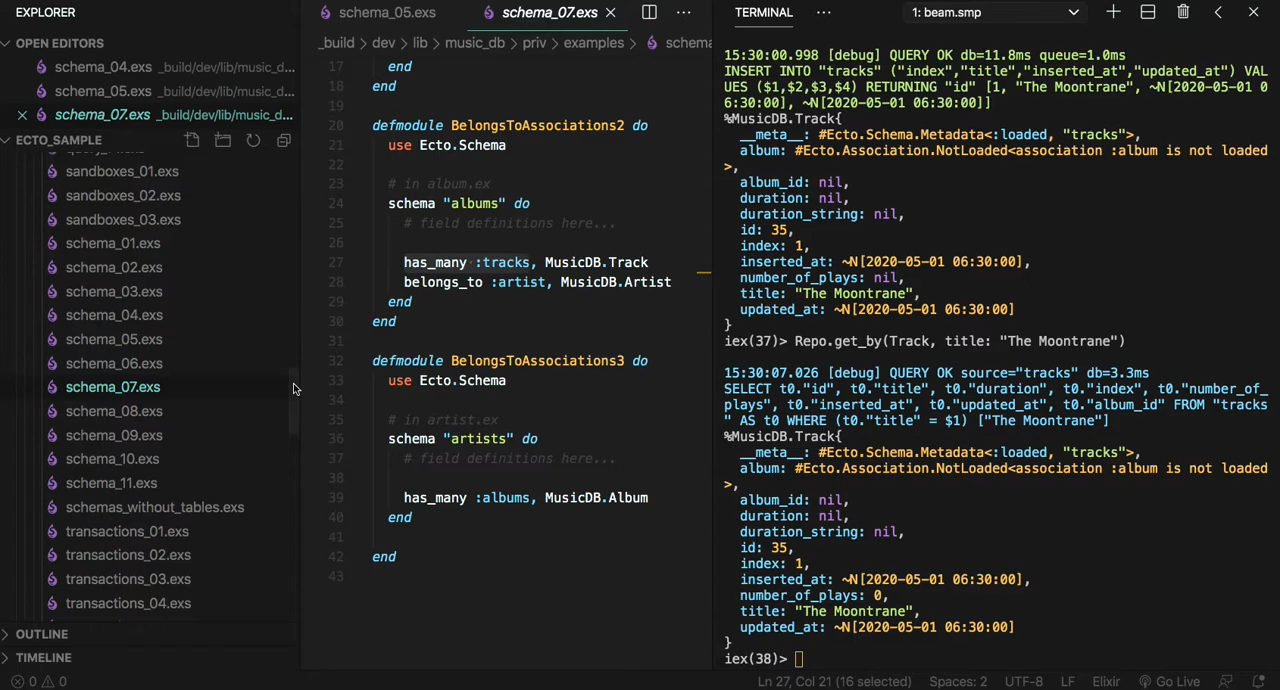 EXPLORER
OPEN EDITORS
schema_04.exs _build/dev/lib/music_d...
schema_05.exs _build/dev/lib/music_d...
schema_07.exs _build/dev/lib/music_d...
ECTO_SAMPLE
sandboxes_01.exs
sandboxes_02.exs
sandboxes_03.exs
schema_01.exs
schema_02.exs
schema_03.exs
schema_04.exs
schema_05.exs
schema_06.exs
schema_07.exs
schema_08.exs
schema_09.exs
schema_10.exs
schema_11.exs
schemas_without_tables.exs
transactions_01.exs
transactions_02.exs
transactions_03.exs
transactions_04.exs
OUTLINE
TIMELINE
0 0
schema_05.exs schema_07.exs
_build > dev > lib > music_db > priv > examples > schema
17 end
18 end
19
20 defmodule BelongsToAssociations2 do
21 use Ecto.Schema
22
23 # in album.ex
24 schema "albums" do
25 # field definitions here...
26
27 has_many :tracks, MusicDB.Track
28 belongs_to :artist, MusicDB.Artist
29 end
30 end
31
32 defmodule BelongsToAssociations3 do
33 use Ecto.Schema
34
35 # in artist.ex
36 schema "artists" do
37 # field definitions here...
38
39 has_many :albums, MusicDB.Album
40 end
41
42 end
43
TERMINAL 1: beam.smp
15:30:00.998 [debug] QUERY OK db=11.8ms queue=1.0ms
INSERT INTO "tracks" ("index","title","inserted_at","updated_at") VAL
UES ($1,$2,$3,$4) RETURNING "id" [1, "The Moontrane", ~N[2020-05-01 0
6:30:00], ~N[2020-05-01 06:30:00]]
%MusicDB.Track{
__meta__: #Ecto.Schema.Metadata<:loaded, "tracks">,
album: #Ecto.Association.NotLoaded<association :album is not loaded
>,
album_id: nil,
duration: nil,
duration_string: nil,
id: 35,
index: 1,
inserted_at: ~N[2020-05-01 06:30:00],
number_of_plays: nil,
title: "The Moontrane",
updated_at: ~N[2020-05-01 06:30:00]
}
iex(37)> Repo.get_by(Track, title: "The Moontrane")
15:30:07.026 [debug] QUERY OK source="tracks" db=3.3ms
SELECT t0."id", t0."title", t0."duration", t0."index", t0."number_of_
plays", t0."inserted_at", t0."updated_at", t0."album_id" FROM "tracks
" AS t0 WHERE (t0."title" = $1) ["The Moontrane"]
%MusicDB.Track{
__meta__: #Ecto.Schema.Metadata<:loaded, "tracks">,
album: #Ecto.Association.NotLoaded<association :album is not loaded
>,
album_id: nil,
duration: nil,
duration_string: nil,
id: 35,
index: 1,
inserted_at: ~N[2020-05-01 06:30:00],
number_of_plays: 0,
title: "The Moontrane",
updated_at: ~N[2020-05-01 06:30:00]
}
iex(38)>
Ln 27, Col 21 (16 selected) Spaces: 2 UTF-8 LF Elixir Go Live